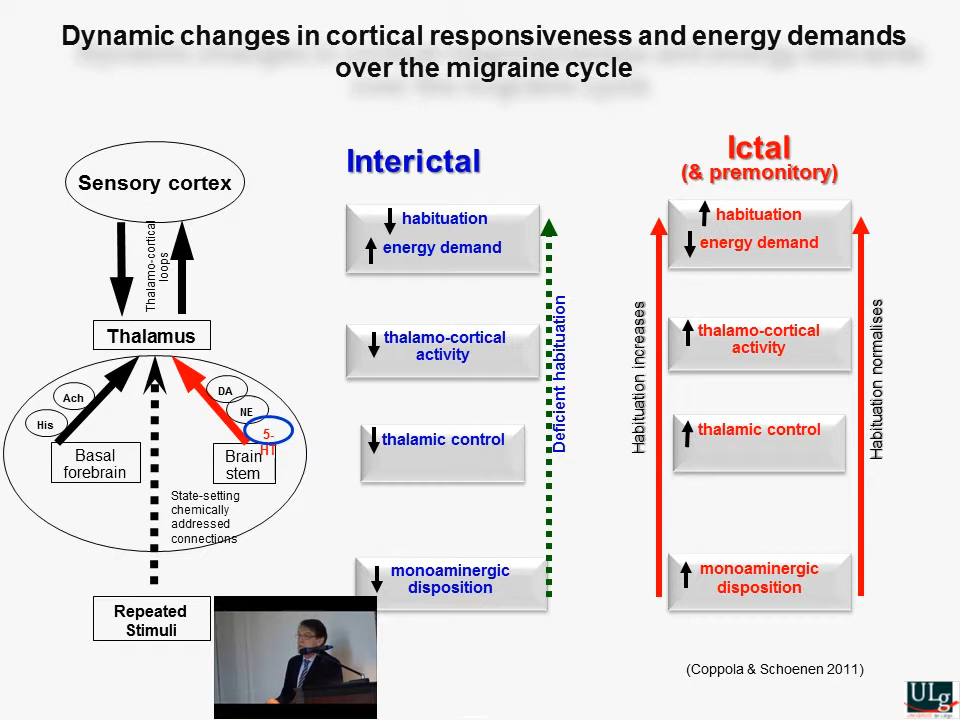 Dynamic changes in cortical responsiveness and energy demands
over the migraine cycle
Sensory cortex
Thalamo-cortical
loops
Thalamus
Ach
His
DA
NE
5-
HT
Basal
forebrain
Brain
stem
State-setting
chemically
addressed
connections
Repeated
Stimuli
Interictal
habituation
energy demand
thalamo-cortical
activity
thalamic control
monoaminergic
disposition
Deficient habituation
Ictal
(& premonitory)
habituation
energy demand
thalamo-cortical
activity
thalamic control
monoaminergic
disposition
Habituation increases
Habituation normalises
(Coppola & Schoenen 2011)
ULg